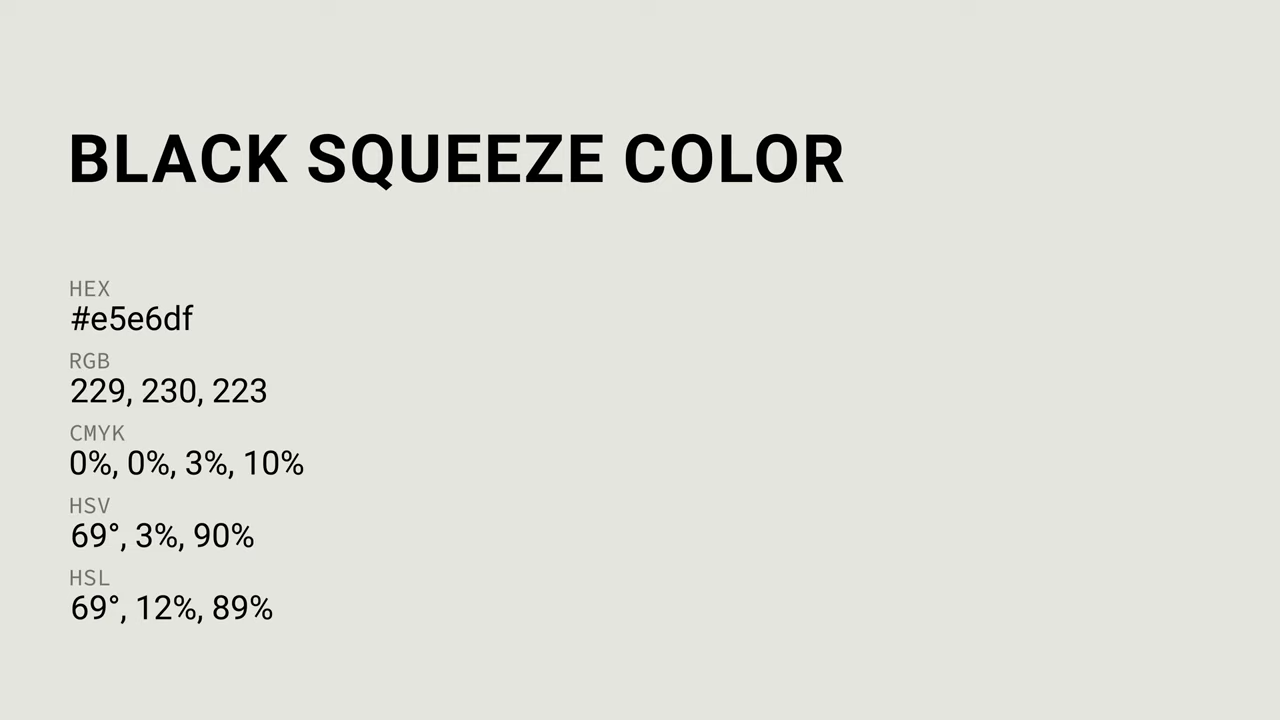 BLACK SQUEEZE COLOR
HEX
#e5e6df
RGB
229, 230, 223
CMYK
0%, 0%, 3%, 10%
HSV
69°, 3%, 90%
HSL
69°, 12%, 89%